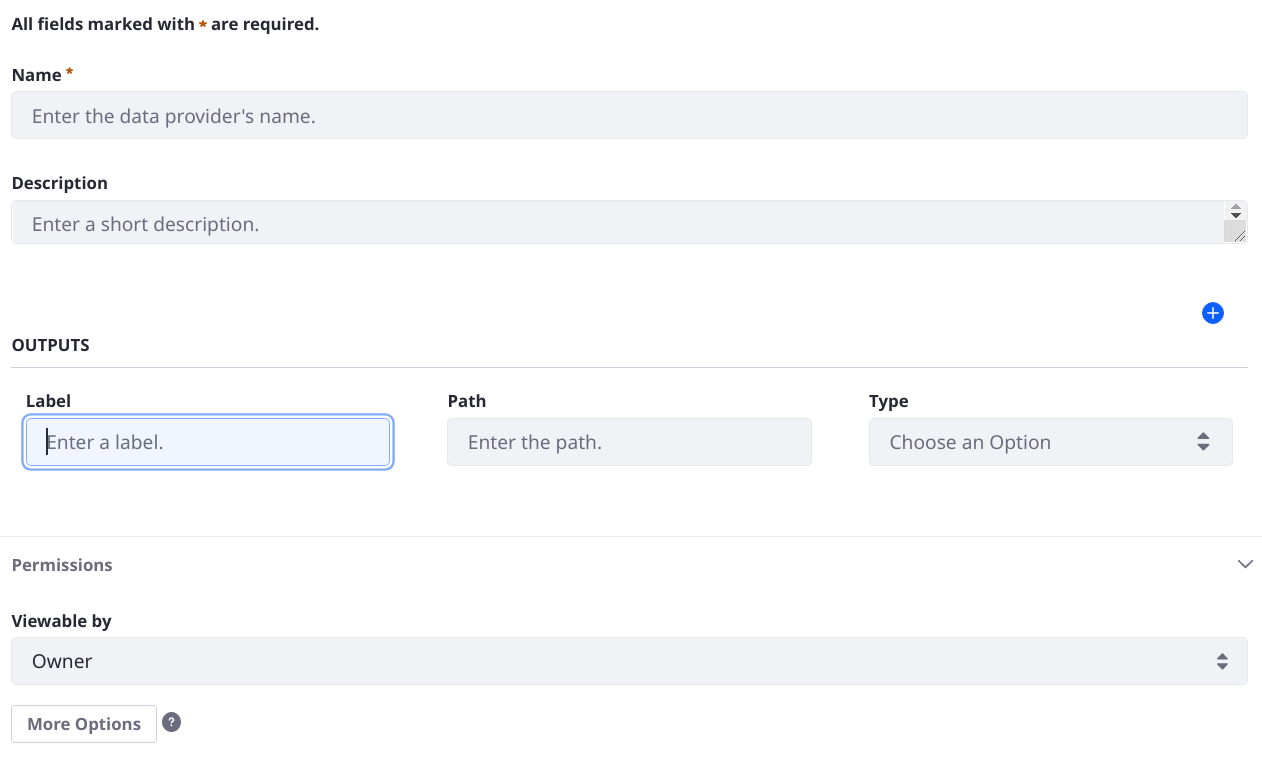 All fields marked with * are required.
Name *
Enter the data provider's name.
Description
Enter a short description.
OUTPUTS
Label Path Type
Enter a label. Enter the path. Choose an Option
Permissions
Viewable by
Owner
More Options ?